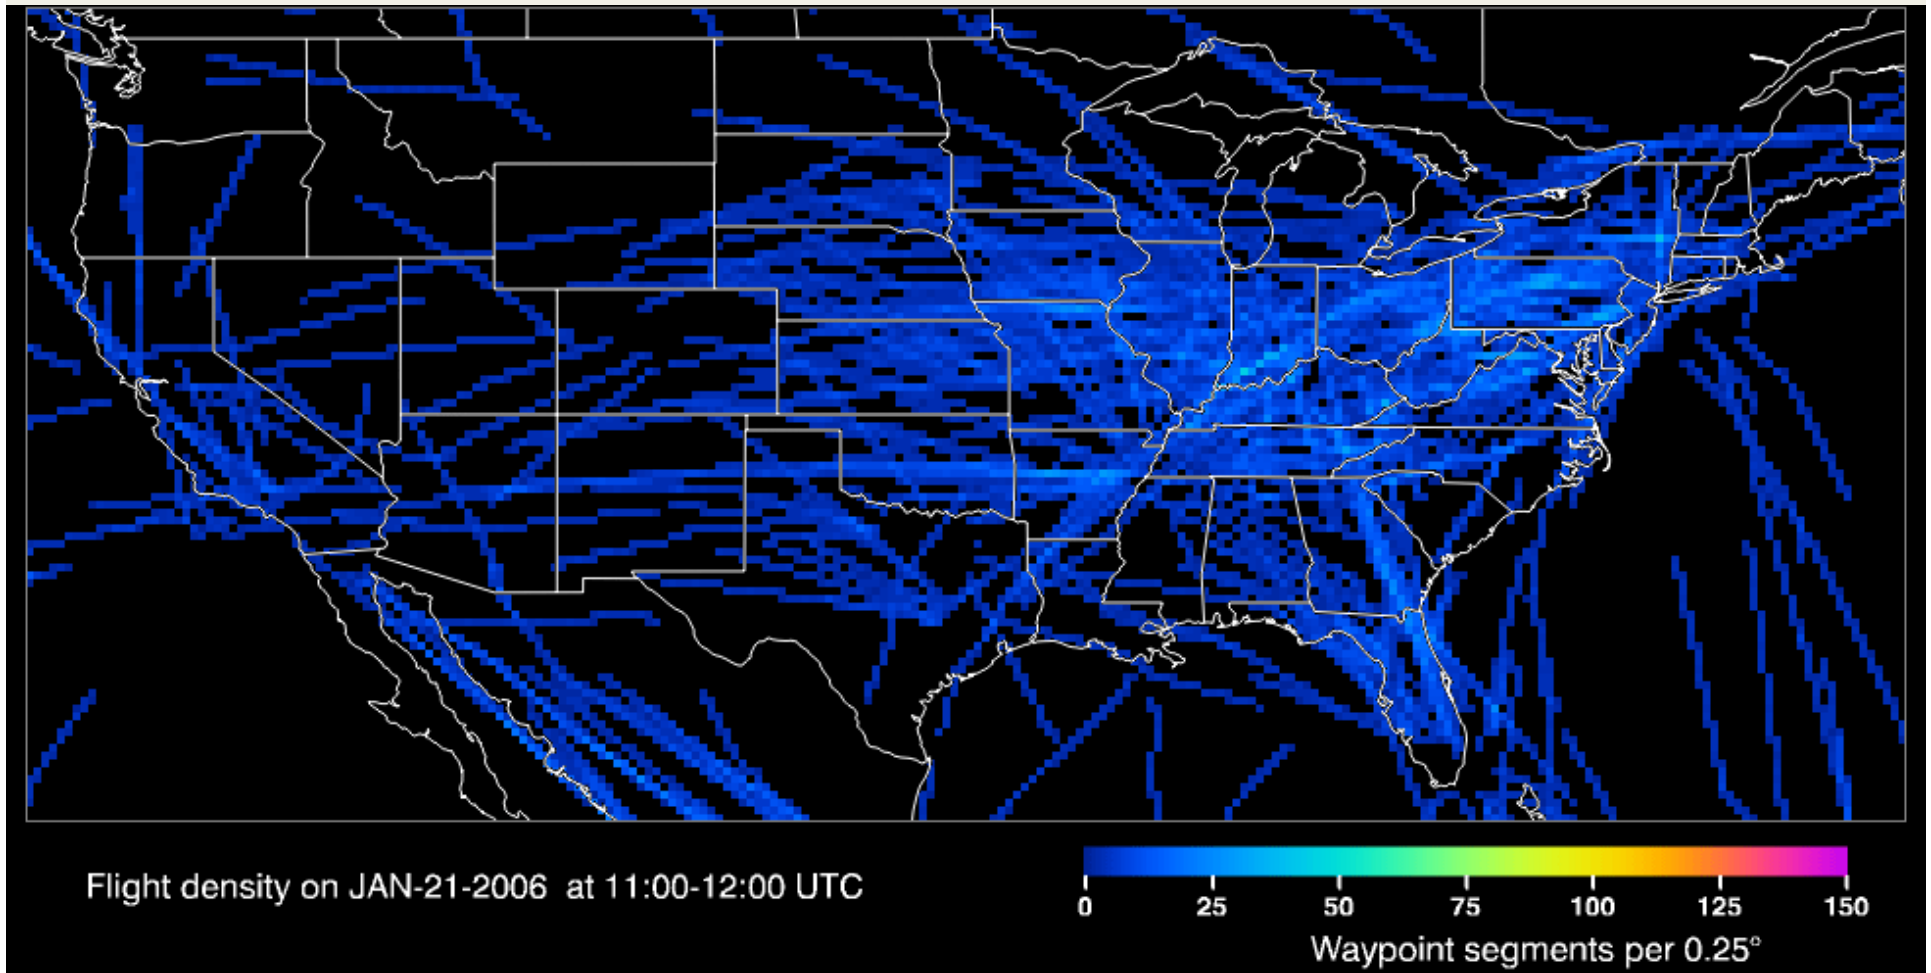 Flight density on JAN-21-2006 at 11:00-12:00 UTC
0 25 50 75 100 125 150
Waypoint segments per 0.25°